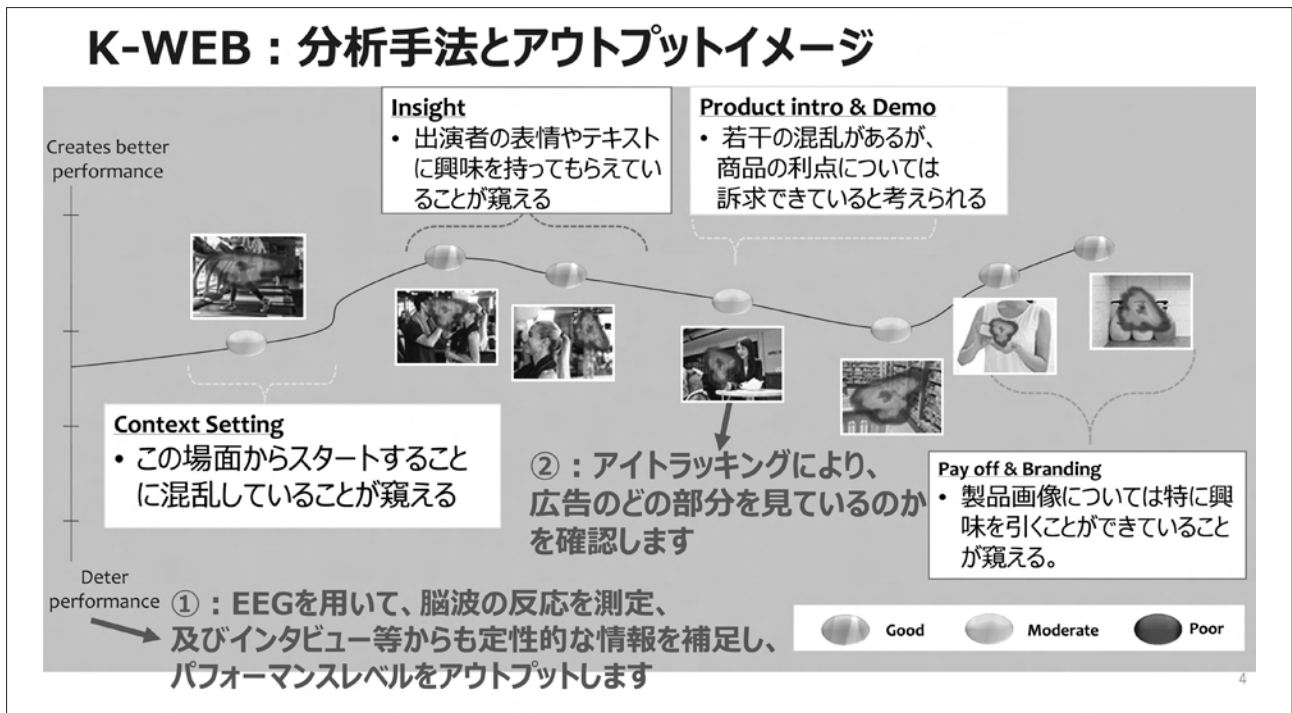 K-WEB：分析手法とアウトプットイメージ
Creates better
performance
Insight
• 出演者の表情やテキスト
に興味を持ってもらえてい
ることが窺える
Product intro & Demo
• 若干の混乱があるが、
商品の利点については
訴求できていると考えられる
Context Setting
• この場面からスタートすること
に混乱していることが窺える
②：アイトラッキングにより、
広告のどの部分を見ているのか
を確認します
Pay off & Branding
• 製品画像については特に興
味を引くことができていること
が窺える。
Deter
performance
①：EEGを用いて、脳波の反応を測定、
及びインタビュー等からも定性的な情報を補足し、
パフォーマンスレベルをアウトプットします
Good
Moderate
Poor
4